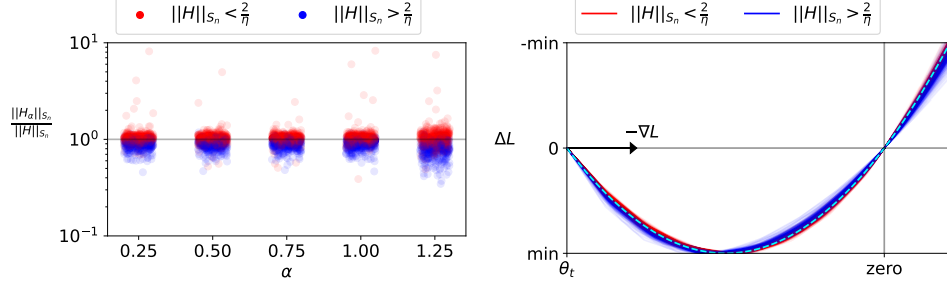 ||H||_{S_n} < 2/η
||H||_{S_n} > 2/η
||H_α||_{S_n} / ||H||_{S_n}
10^1
10^0
10^{-1}
0.25 0.50 0.75 1.00 1.25
α
||H||_{S_n} < 2/η
||H||_{S_n} > 2/η
ΔL
-min
0
min
−∇L
θ_t
zero